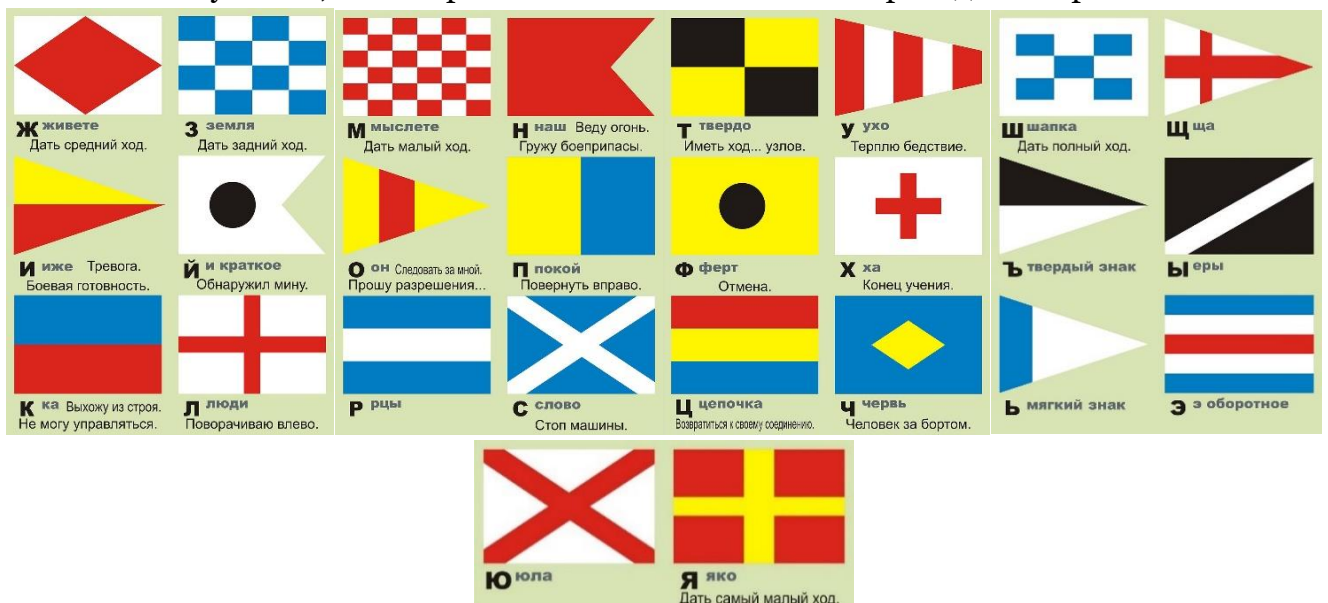 Ж живете
Дать средний ход.
З земля
Дать задний ход.
М мыслете
Дать малый ход.
Н наш Веду огонь.
Гружу боеприпасы.
Т твердо
Иметь ход... узлов.
У ухо
Терплю бедствие.
Ш шапка
Дать полный ход.
Щ ща
И иже Тревога.
Боевая готовность.
Й и краткое
Обнаружил мину.
О он Следовать за мной.
Прошу разрешения...
П покой
Повернуть вправо.
Ф ферт
Отмена.
Х ха
Конец учения.
Ъ твердый знак
Ы еры
К ка Выхожу из строя.
Не могу управляться.
Л люди
Поворачиваю влево.
Р рцы
С слово
Стоп машины.
Ц цепочка
Возвратиться к своему соединению.
Ч червь
Человек за бортом.
Ь мягкий знак
Э э оборотное
Ю юла
Я яко
Дать самый малый ход.